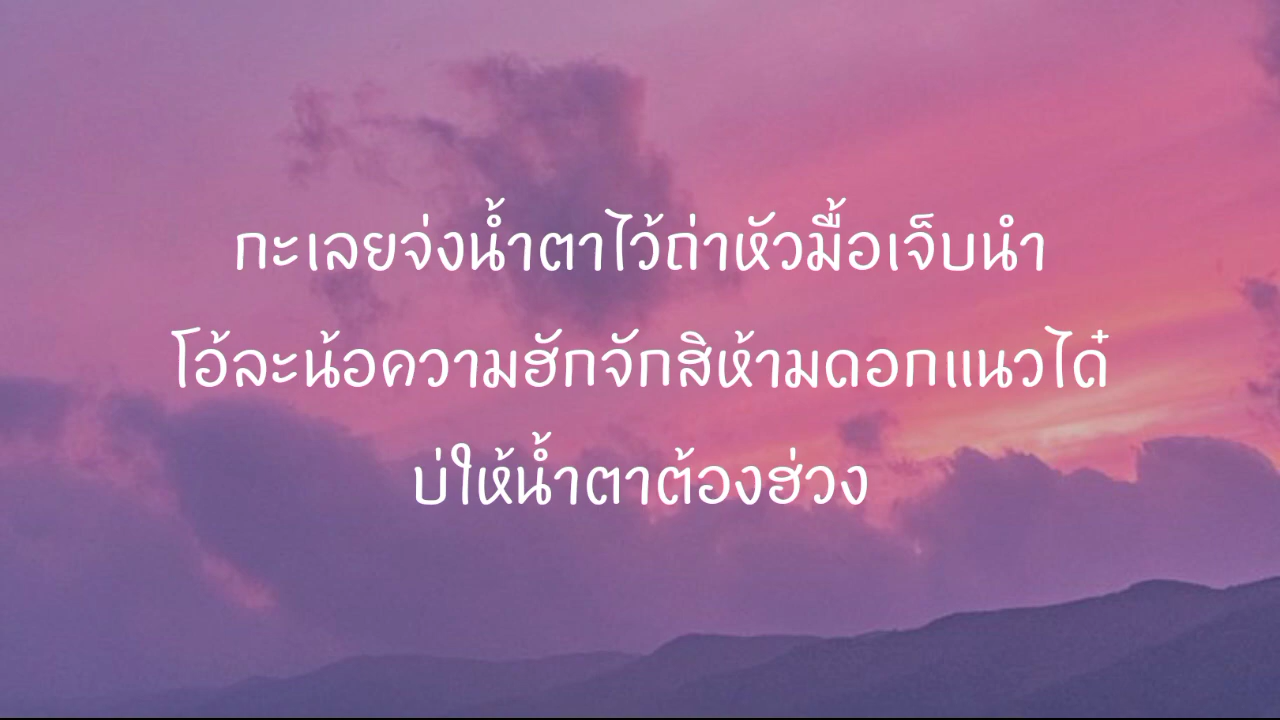 กะเลยจ่งน้ำตาไว้ถ่าหัวมื้อเจ็บนำ
โอ้ละน้อความฮักจักสิห้ามดอกแนวได๋
บ่ให้น้ำตาต้องฮ่วง